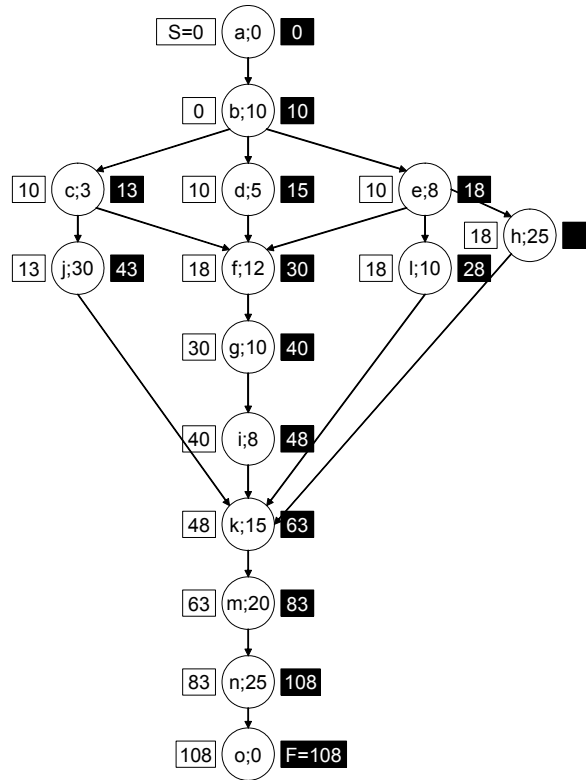 S=0 a;0 0
0 b;10 10
10 c;3 13 10 d;5 15 10 e;8 18
18 h;25
13 j;30 43 18 f;12 30 18 l;10 28
30 g;10 40
40 i;8 48
48 k;15 63
63 m;20 83
83 n;25 108
108 o;0 F=108